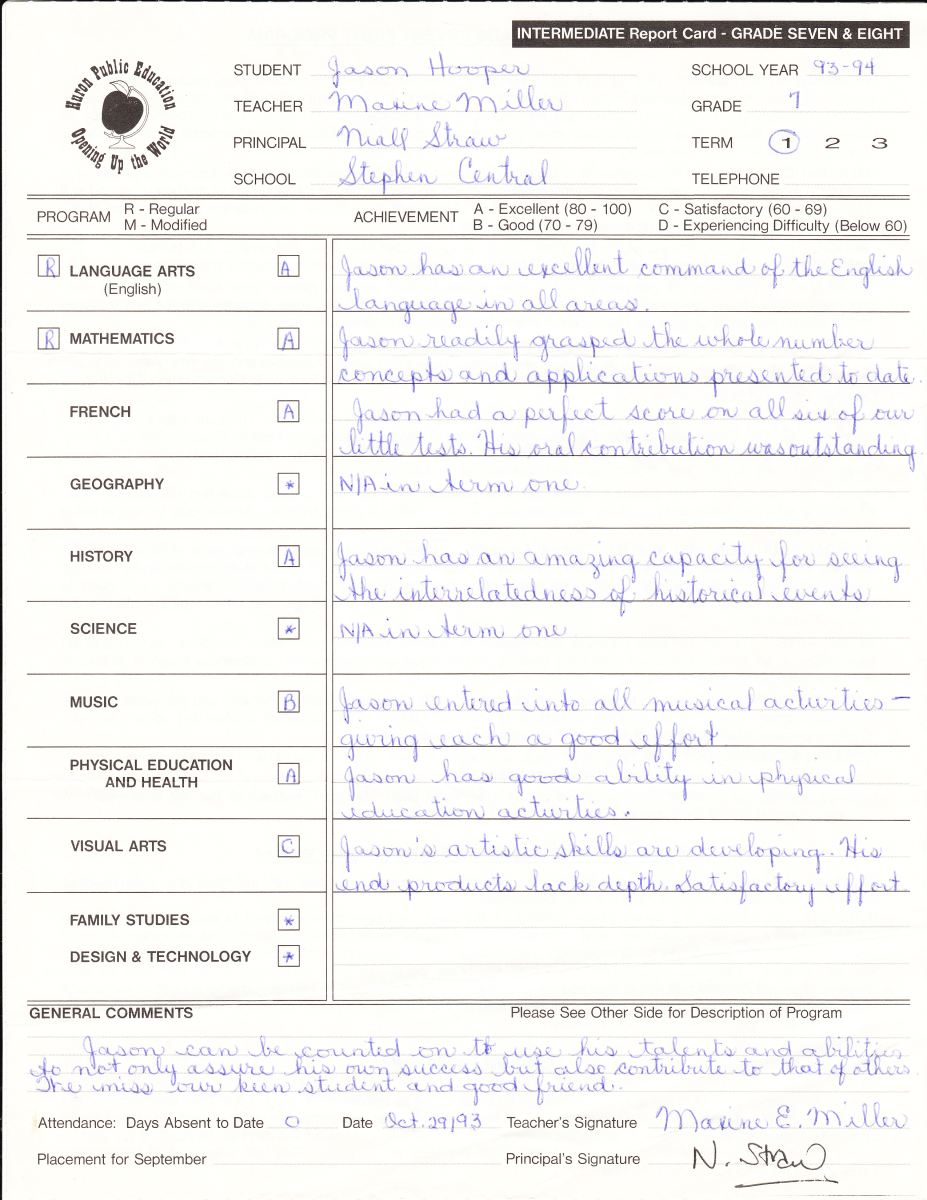 INTERMEDIATE Report Card - GRADE SEVEN & EIGHT
Huron Public Education
Opening Up the World
STUDENT Jason Hooper SCHOOL YEAR 93-94
TEACHER Maxine Miller GRADE 7
PRINCIPAL Niall Straw TERM 1 2 3
SCHOOL Stephen Central TELEPHONE
PROGRAM R - Regular ACHIEVEMENT A - Excellent (80 - 100) C - Satisfactory (60 - 69)
M - Modified B - Good (70 - 79) D - Experiencing Difficulty (Below 60)
R LANGUAGE ARTS A Jason has an excellent command of the English
(English) language in all areas.
R MATHEMATICS A Jason readily grasped the whole number
concepts and applications presented to date.
FRENCH A Jason had a perfect score on all six of our
little tests. His oral contribution was outstanding.
GEOGRAPHY * N/A in term one.
HISTORY A Jason has an amazing capacity for seeing
the interrelatedness of historical events
SCIENCE * N/A in term one
MUSIC B Jason entered into all musical activities -
giving each a good effort
PHYSICAL EDUCATION A Jason has good ability in physical
AND HEALTH education activities.
VISUAL ARTS C Jason's artistic skills are developing. His
end products lack depth. Satisfactory effort.
FAMILY STUDIES *
DESIGN & TECHNOLOGY *
GENERAL COMMENTS Please See Other Side for Description of Program
Jason can be counted on to use his talents and abilities
to not only assure his own success but also contribute to that of others.
The miss our keen student and good friend.
Attendance: Days Absent to Date 0 Date Oct. 29/93 Teacher's Signature Maxine E. Miller
Placement for September Principal's Signature N. Straw